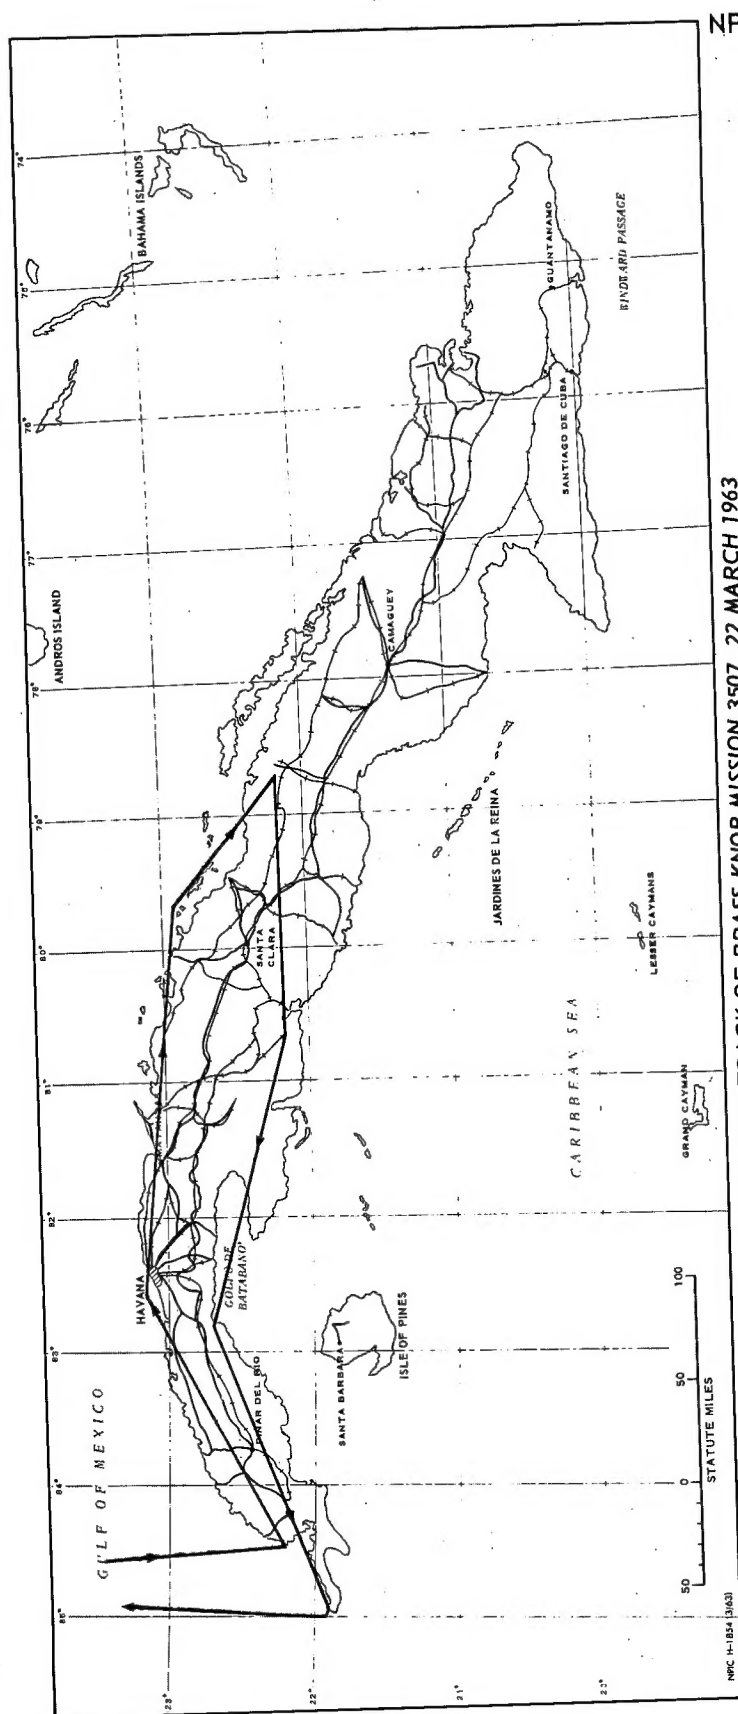 NP
74°
75°
76°
77°
78°
79°
80°
81°
82°
83°
84°
85°
BAHAMA ISLANDS
ANDROS ISLAND
GUANTANAMO
WINDWARD PASSAGE
SANTIAGO DE CUBA
CAMAGUEY
JARDINES DE LA REINA
SANTA
CLARA
LESSER CAYMANS
CARIBBEAN SEA
GRAND CAYMAN
HAVANA
GOLFO DE
BATABANO
PINAR DEL RIO
SANTA BARBARA
ISLE OF PINES
GULF OF MEXICO
23°
22°
21°
20°
50
0
50
100
STATUTE MILES
NPIC H-1854 (3/63)
TRACK OF BRASS KNOB MISSION 3507, 22 MARCH 1963